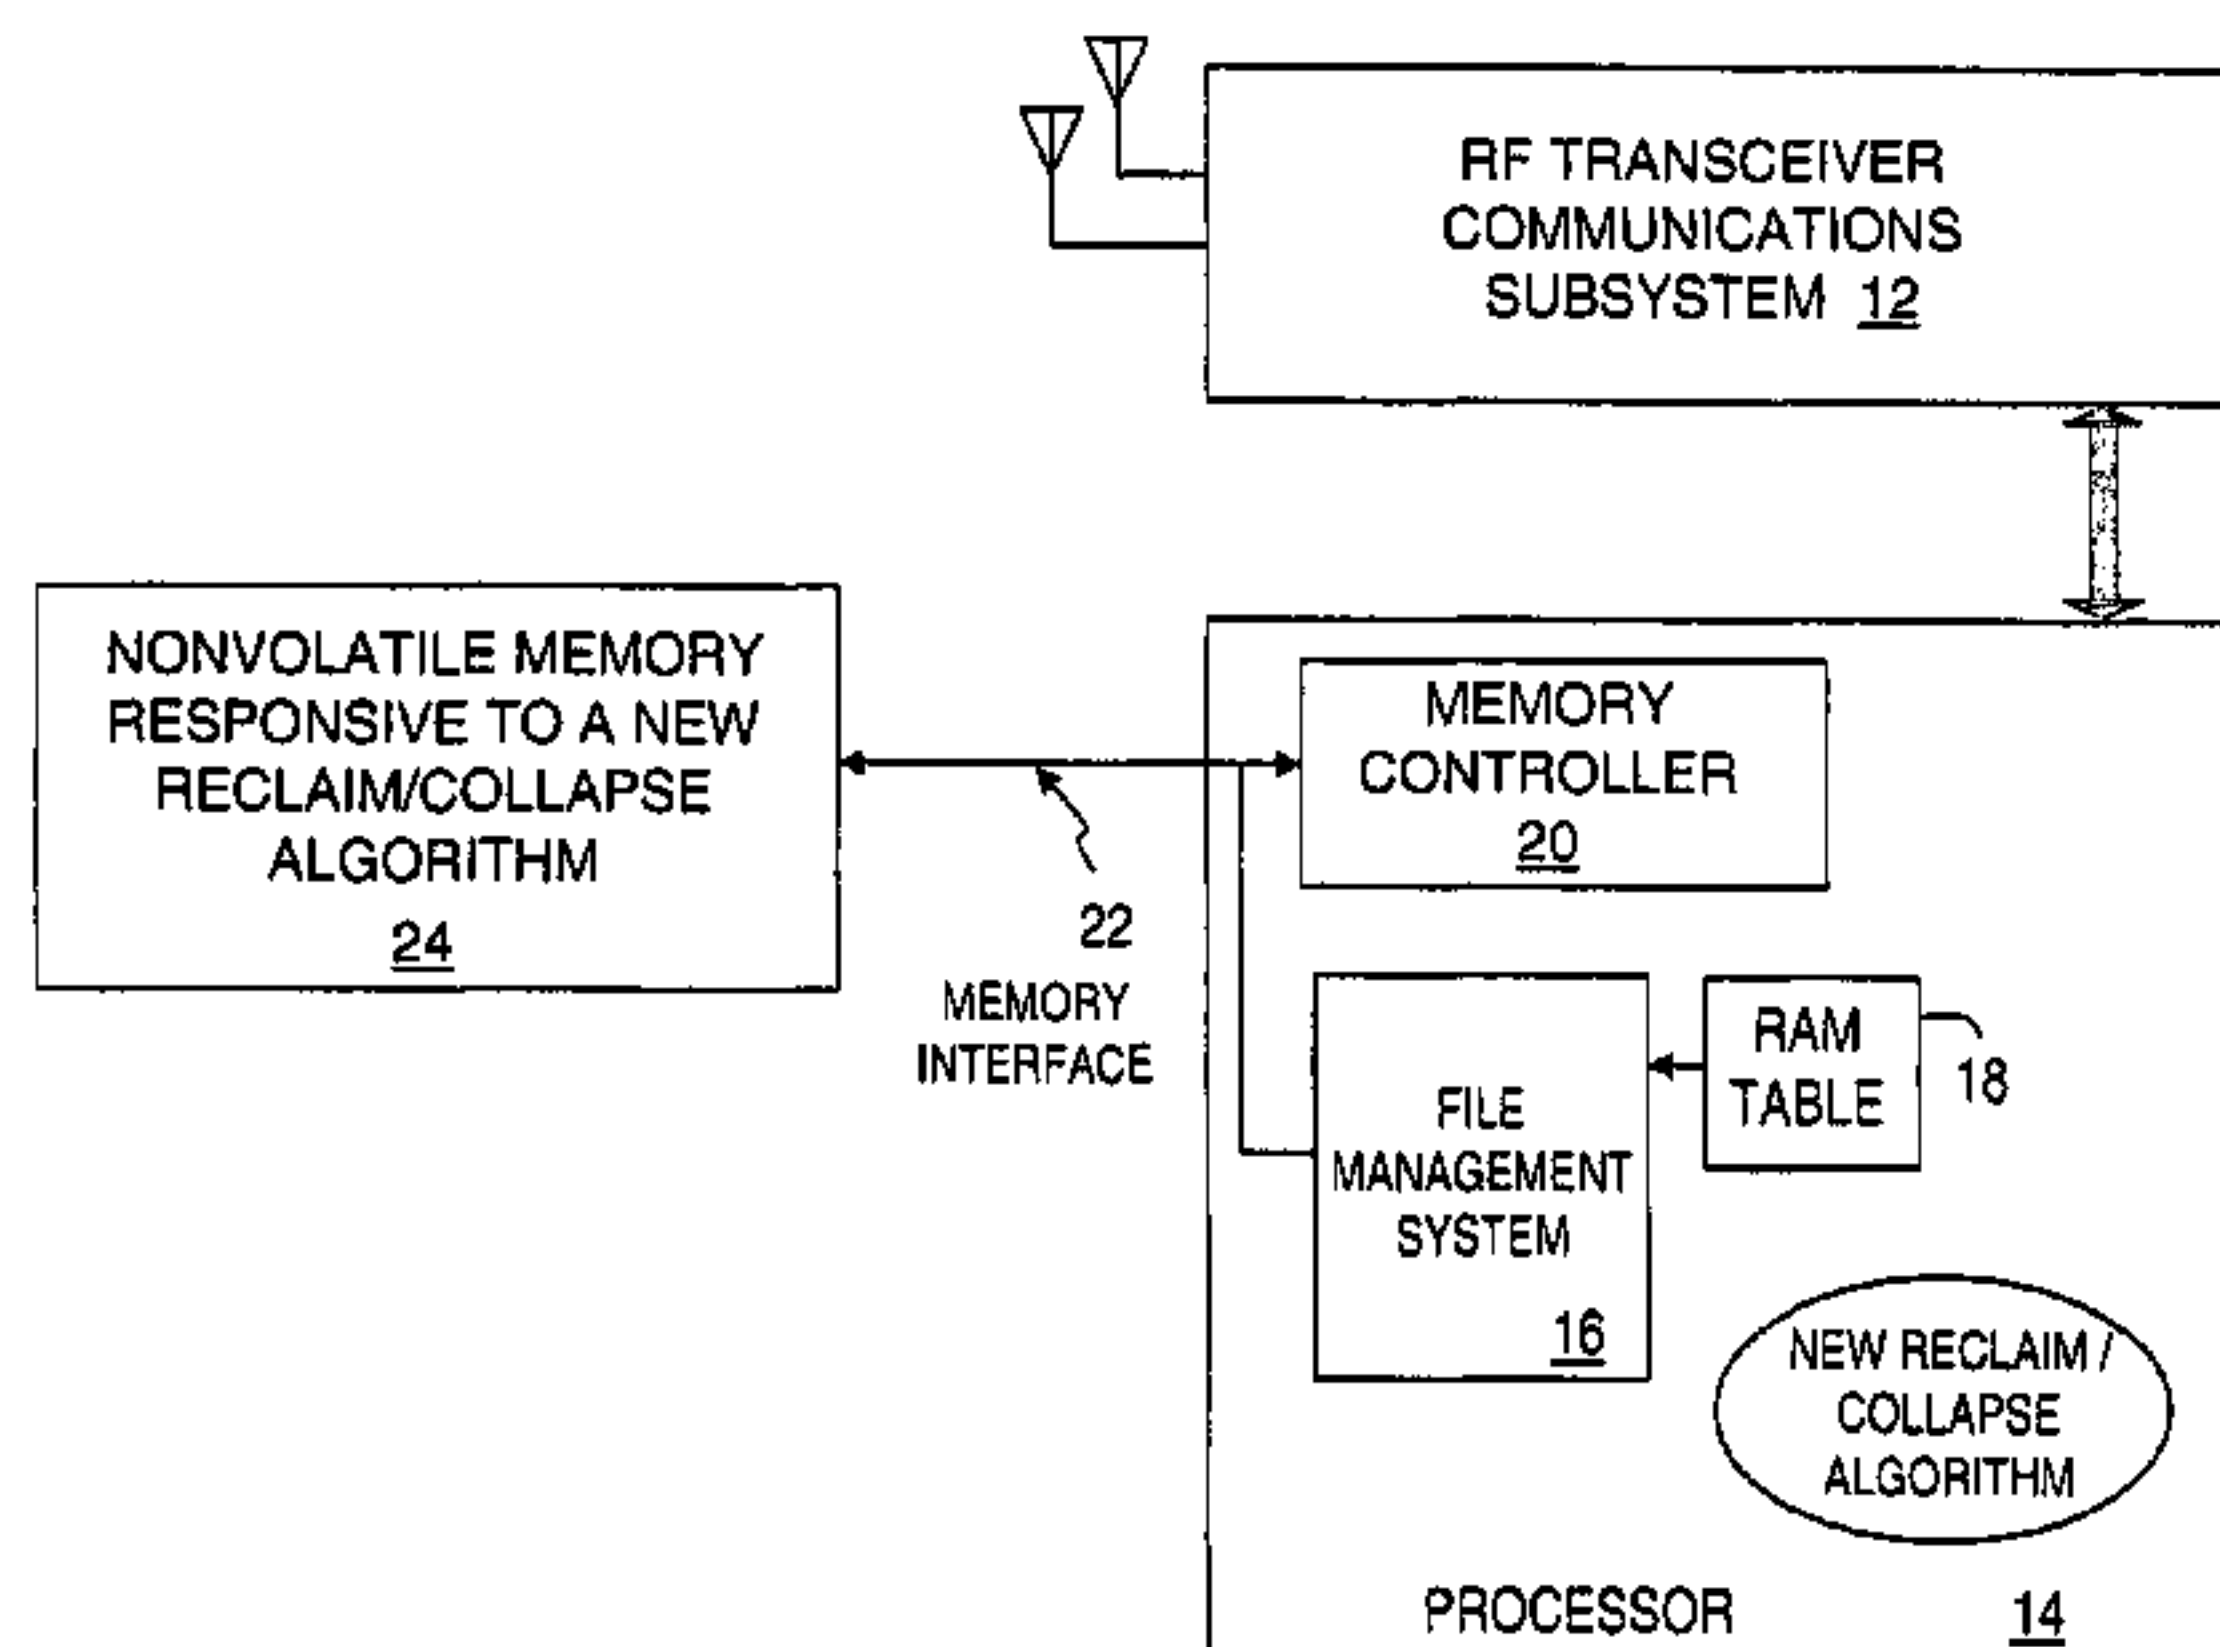 RF TRANSCEIVER
COMMUNICATIONS
SUBSYSTEM 12
NONVOLATILE MEMORY
RESPONSIVE TO A NEW
RECLAIM/COLLAPSE
ALGORITHM
24
22
MEMORY
INTERFACE
MEMORY
CONTROLLER
20
FILE
MANAGEMENT
SYSTEM
16
RAM
TABLE
18
NEW RECLAIM /
COLLAPSE
ALGORITHM
PROCESSOR 14